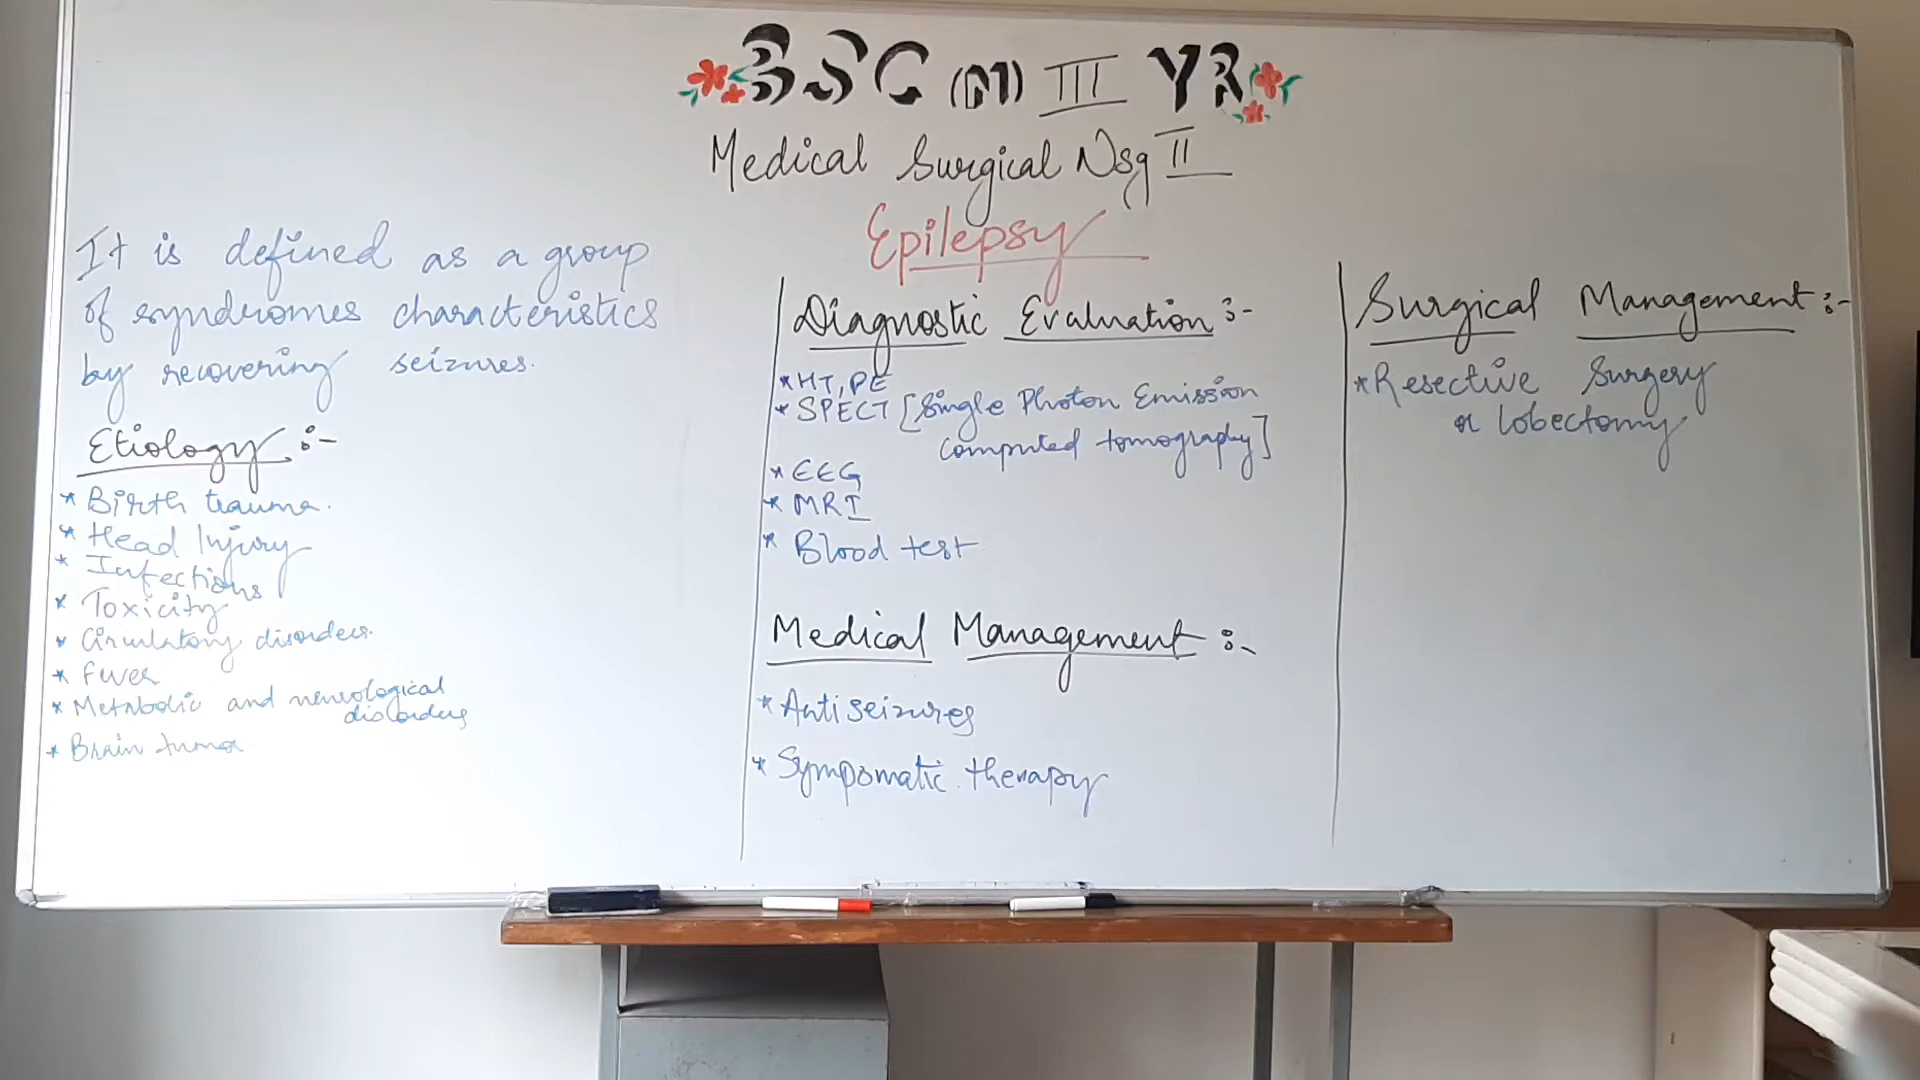 BSC (N) III YR
Medical Surgical Nsg II
Epilepsy
It is defined as a group
of syndromes characteristics
by recovering seizures.
Etiology :-
* Birth trauma.
* Head Injury
* Infections
* Toxicity
* Circulatory disorders.
* Fever
* Metabolic and neurological
disorders
* Brain tumor
Diagnostic Evaluation :-
* HT, PE
* SPECT [Single Photon Emission
computed tomography]
* EEG
* MRI
* Blood test
Medical Management :-
* Antiseizures
* Sympomatic therapy
Surgical Management :-
* Resective Surgery
or lobectomy